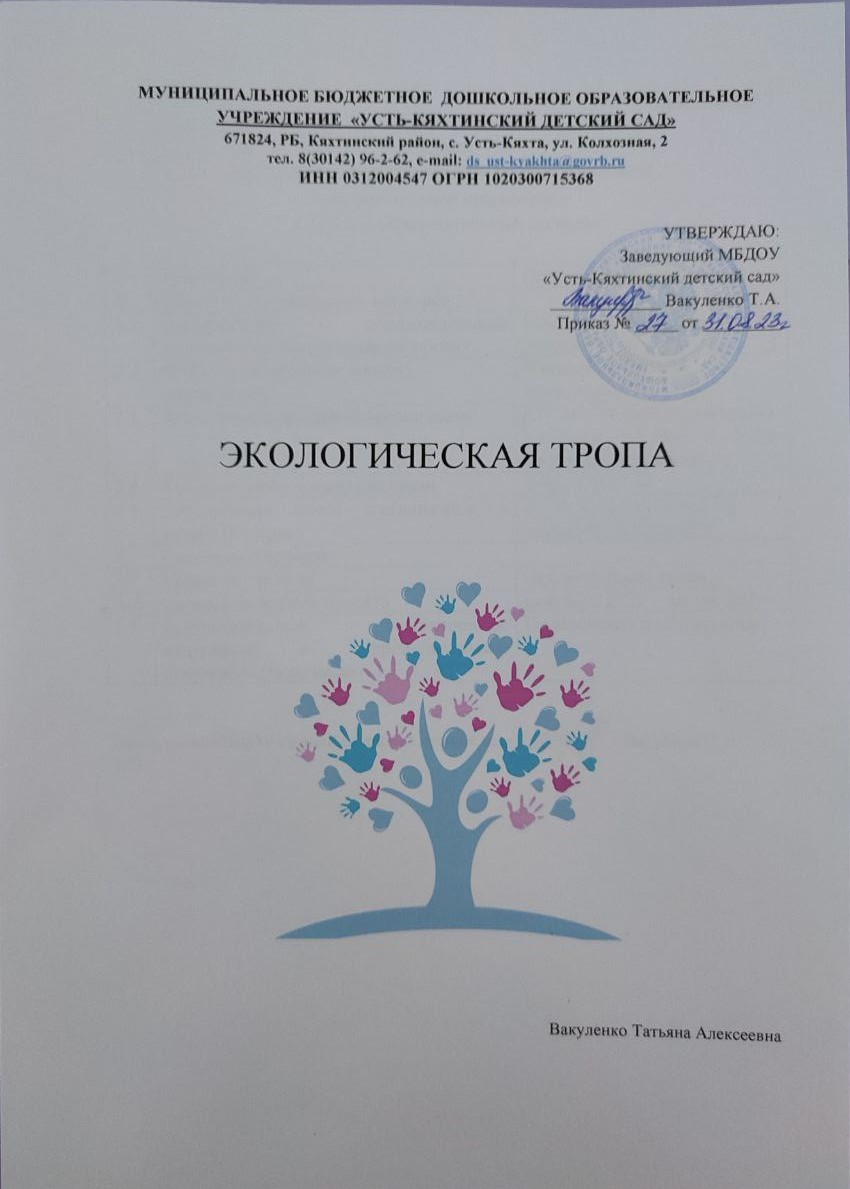 МУНИЦИПАЛЬНОЕ БЮДЖЕТНОЕ ДОШКОЛЬНОЕ ОБРАЗОВАТЕЛЬНОЕ
УЧРЕЖДЕНИЕ «УСТЬ-КЯХТИНСКИЙ ДЕТСКИЙ САД»
671824, РБ, Кяхтинский район, с. Усть-Кяхта, ул. Колхозная, 2
тел. 8(30142) 96-2-62, e-mail: ds_ust-kyakhta@govrb.ru
ИНН 0312004547 ОГРН 1020300715368
УТВЕРЖДАЮ:
Заведующий МБДОУ
«Усть-Кяхтинский детский сад»
Вакуленко Т.А.
Приказ № 27 от 31.08.23г
ЭКОЛОГИЧЕСКАЯ ТРОПА
Вакуленко Татьяна Алексеевна